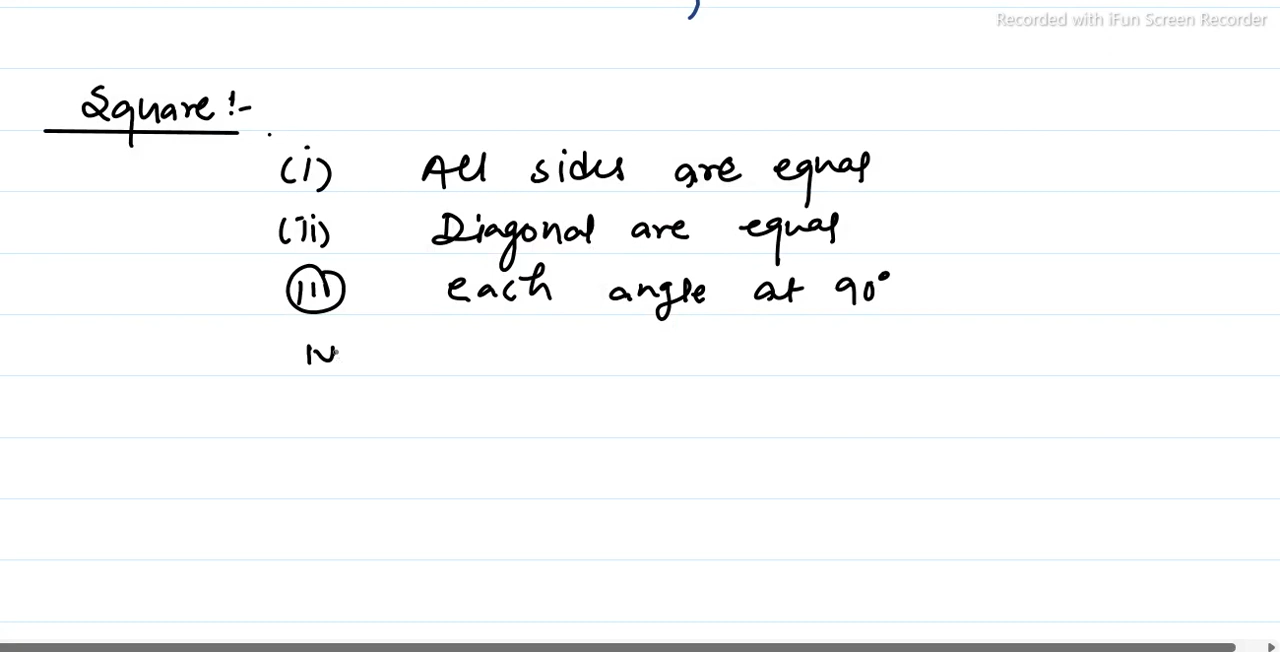 Recorded with iFun Screen Recorder
Square :-
(i) All sides are equal
(ii) Diagonal are equal
(iii) each angle at 90°
iv